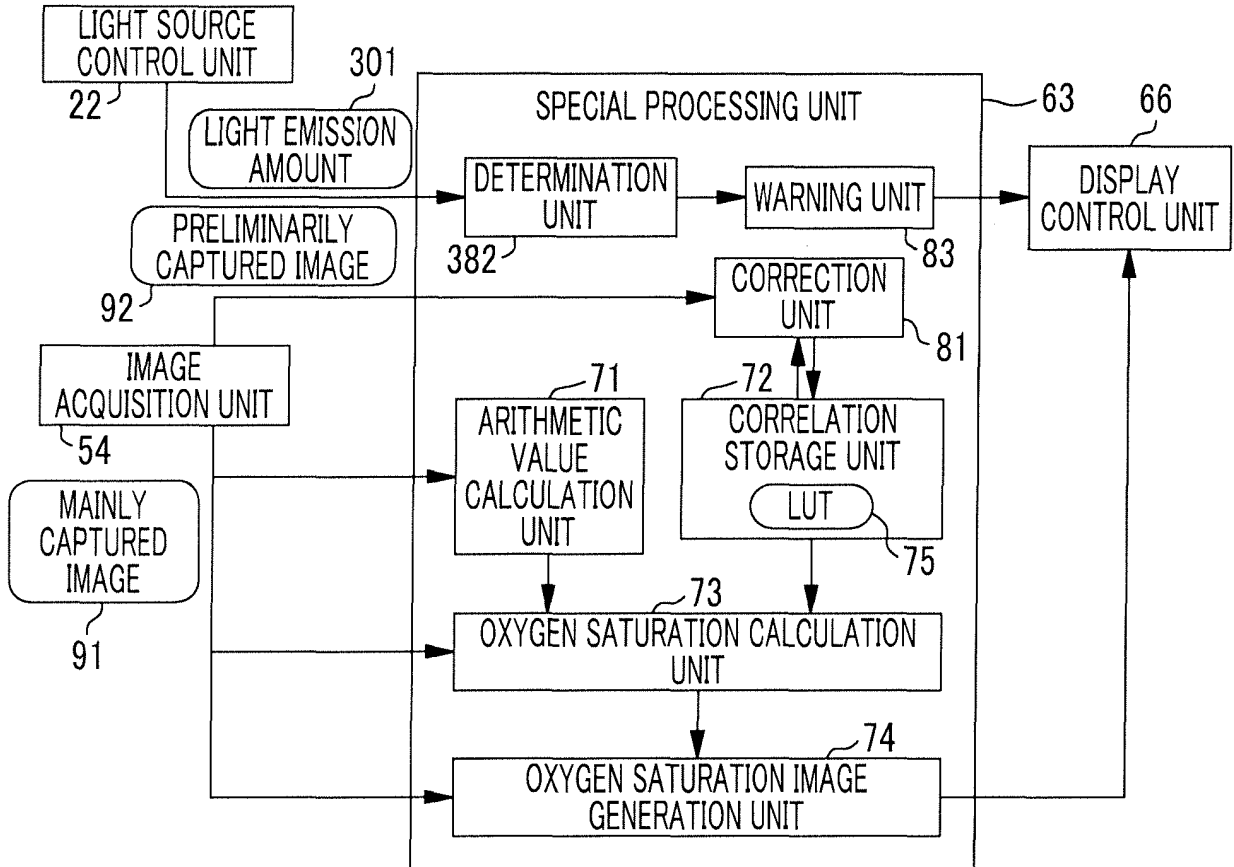 LIGHT SOURCE
CONTROL UNIT
22
301
LIGHT EMISSION
AMOUNT
SPECIAL PROCESSING UNIT
63
66
DETERMINATION
UNIT
382
WARNING UNIT
83
DISPLAY
CONTROL UNIT
PRELIMINARILY
CAPTURED IMAGE
92
CORRECTION
UNIT
81
IMAGE
ACQUISITION UNIT
54
71
ARITHMETIC
VALUE
CALCULATION
UNIT
72
CORRELATION
STORAGE UNIT
LUT
75
MAINLY
CAPTURED
IMAGE
91
73
OXYGEN SATURATION CALCULATION
UNIT
74
OXYGEN SATURATION IMAGE
GENERATION UNIT